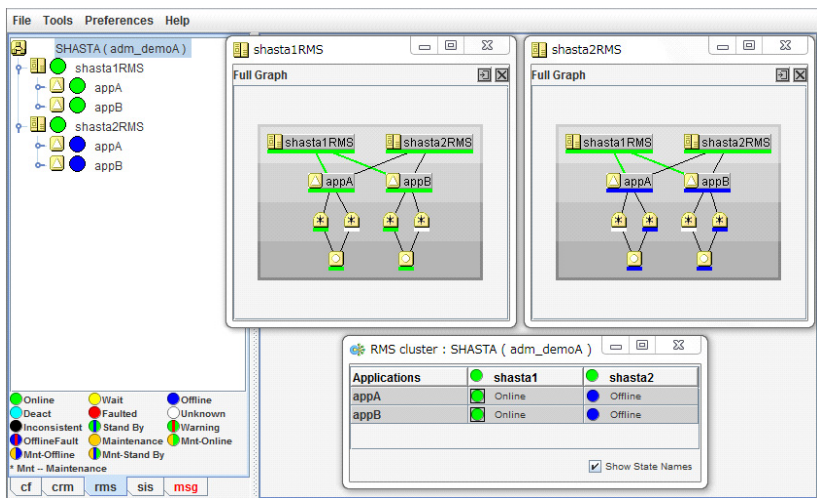 File Tools Preferences Help
SHASTA ( adm_demoA )
shasta1RMS
appA
appB
shasta2RMS
appA
appB
Online Wait Offline
Deact Faulted Unknown
Inconsistent Stand By Warning
OfflineFault Maintenance Mnt-Online
Mnt-Offline Mnt-Stand By
* Mnt -- Maintenance
cf crm rms sis msg
shasta1RMS
Full Graph
shasta1RMS shasta2RMS
appA appB
* * * *
shasta2RMS
Full Graph
shasta1RMS shasta2RMS
appA appB
* * * *
RMS cluster : SHASTA ( adm_demoA )
Applications shasta1 shasta2
appA Online Offline
appB Online Offline
Show State Names